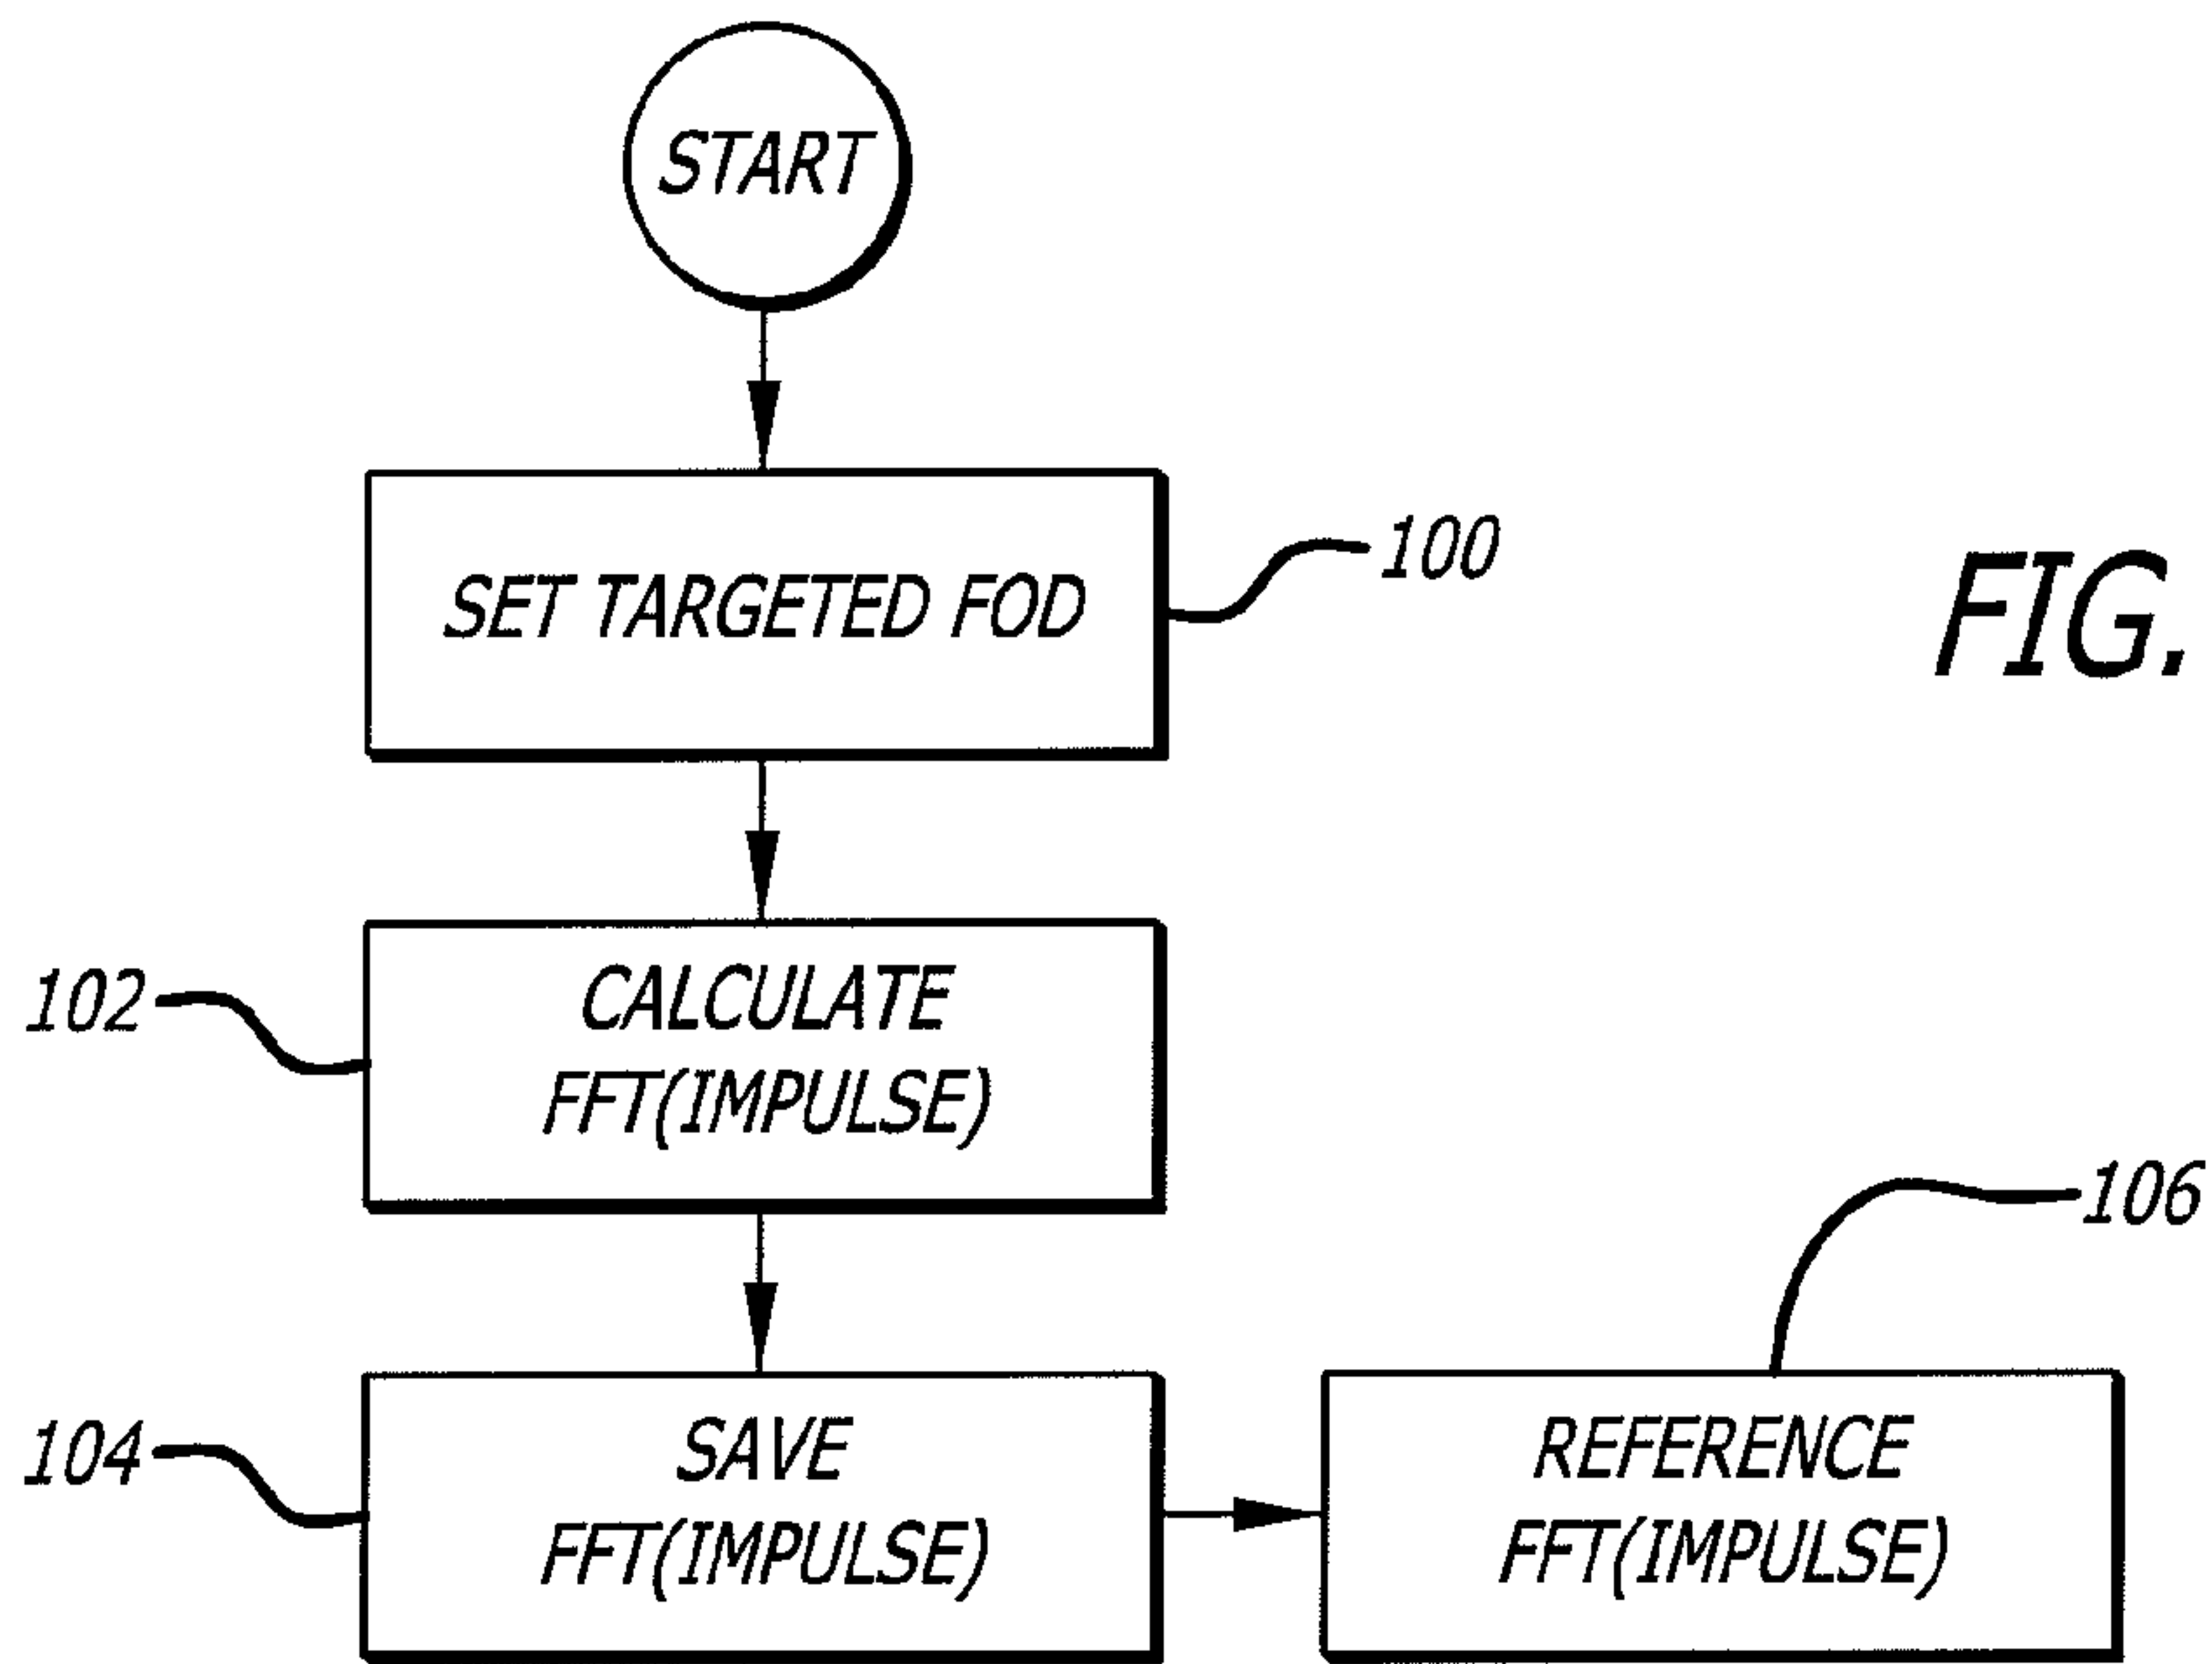 START
SET TARGETED FOD
100
FIG.
102
CALCULATE
FFT(IMPULSE)
106
104
SAVE
FFT(IMPULSE)
REFERENCE
FFT(IMPULSE)